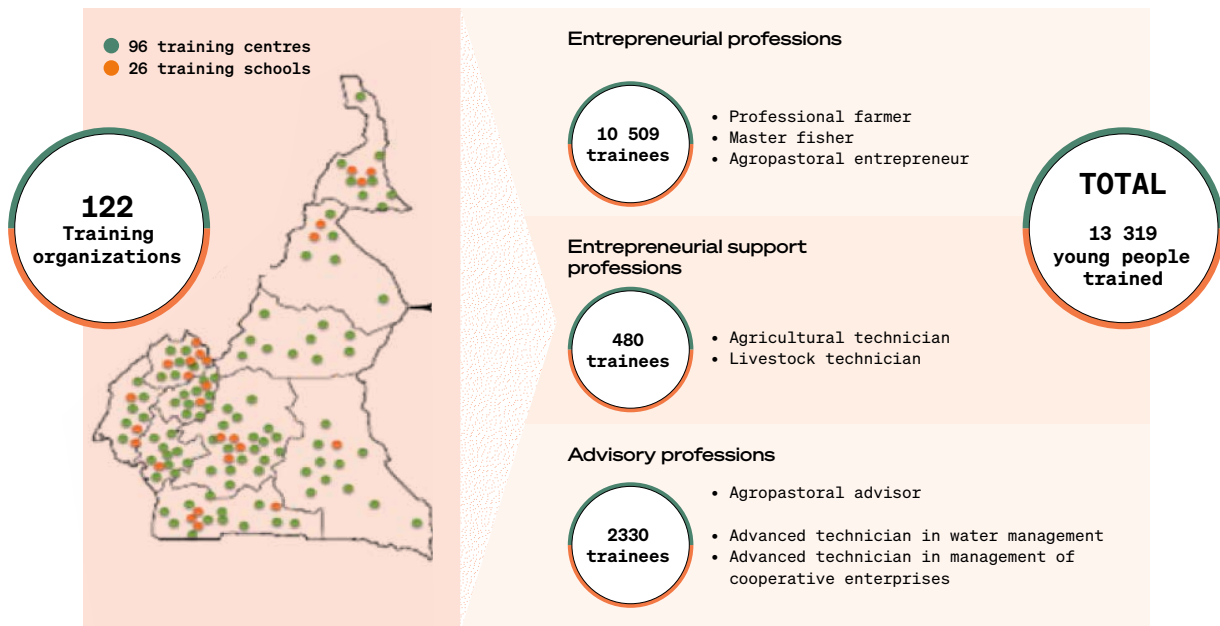 96 training centres
26 training schools
122
Training
organizations
Entrepreneurial professions
10 509
trainees
• Professional farmer
• Master fisher
• Agropastoral entrepreneur
Entrepreneurial support
professions
480
trainees
• Agricultural technician
• Livestock technician
Advisory professions
2330
trainees
• Agropastoral advisor
• Advanced technician in water management
• Advanced technician in management of
cooperative enterprises
TOTAL
13 319
young people
trained